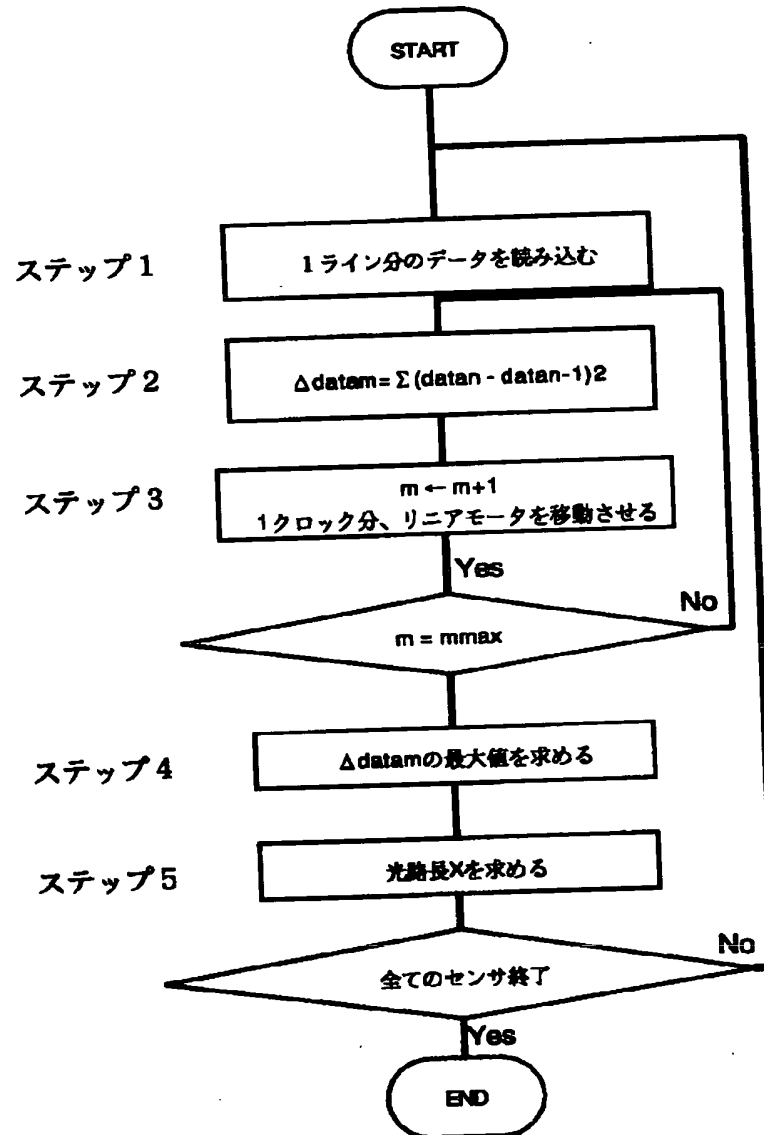 START
ステップ1
1ライン分のデータを読み込む
ステップ2
Δdatam= Σ (datan - datan-1)2
ステップ3
m ← m+1
1クロック分、リニアモータを移動させる
Yes
No
m = mmax
ステップ4
Δdatamの最大値を求める
ステップ5
光路長Xを求める
No
全てのセンサ終了
Yes
END